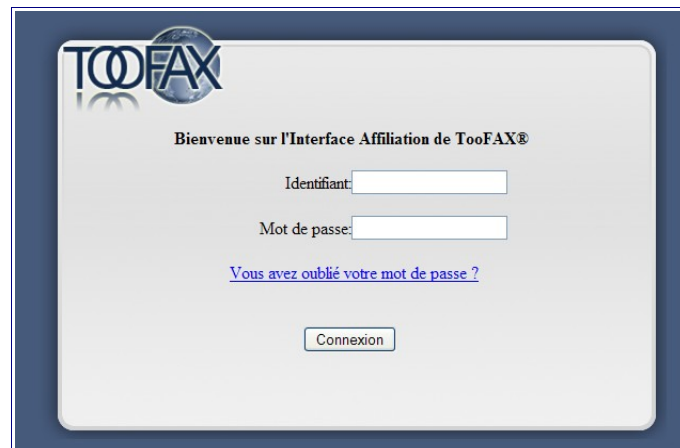 TOOFAX
Bienvenue sur l'Interface Affiliation de TooFAX®
Identifiant:
Mot de passe:
Vous avez oublié votre mot de passe ?
Connexion